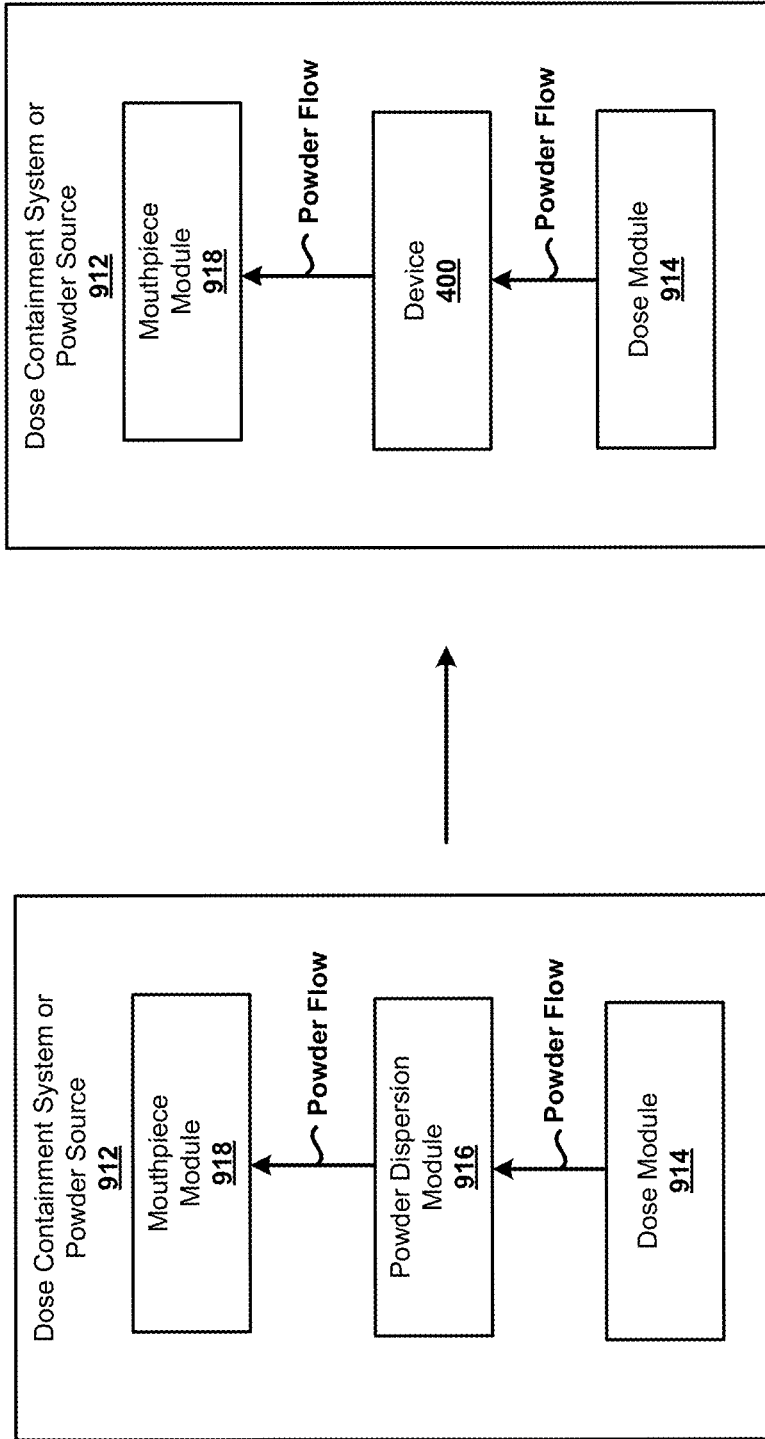 Dose Containment System or
Powder Source
912
Mouthpiece
Module
918
Powder Flow
Powder Dispersion
Module
916
Powder Flow
Dose Module
914
Dose Containment System or
Powder Source
912
Mouthpiece
Module
918
Powder Flow
Device
400
Powder Flow
Dose Module
914